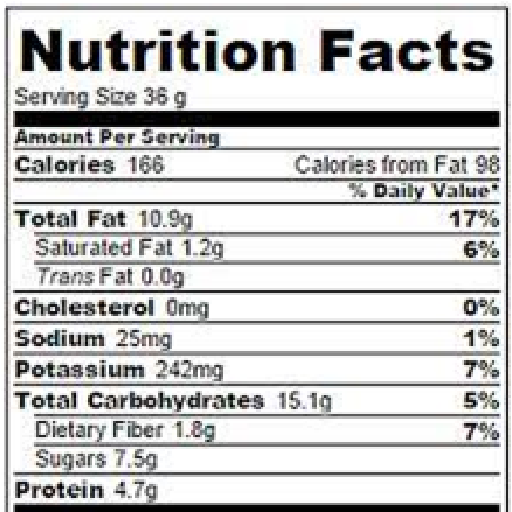 Nutrition Facts
Serving Size 36 g
Amount Per Serving
Calories 166 Calories from Fat 98
% Daily Value*
Total Fat 10.9g 17%
Saturated Fat 1.2g 6%
Trans Fat 0.0g
Cholesterol 0mg 0%
Sodium 25mg 1%
Potassium 242mg 7%
Total Carbohydrates 15.1g 5%
Dietary Fiber 1.8g 7%
Sugars 7.5g
Protein 4.7g